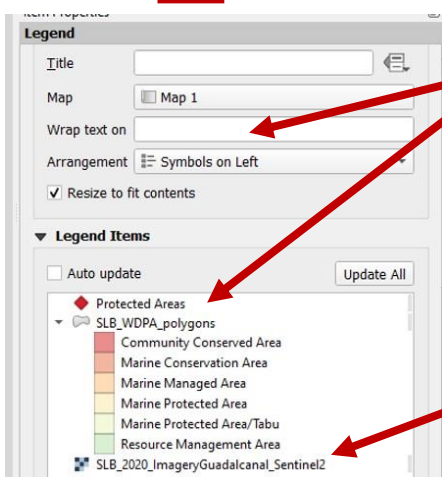 Item Properties
Legend
Title
Map Map 1
Wrap text on
Arrangement Symbols on Left
Resize to fit contents
Legend Items
Auto update Update All
Protected Areas
SLB_WDPA_polygons
Community Conserved Area
Marine Conservation Area
Marine Managed Area
Marine Protected Area
Marine Protected Area/Tabu
Resource Management Area
SLB_2020_ImageryGuadalcanal_Sentinel2